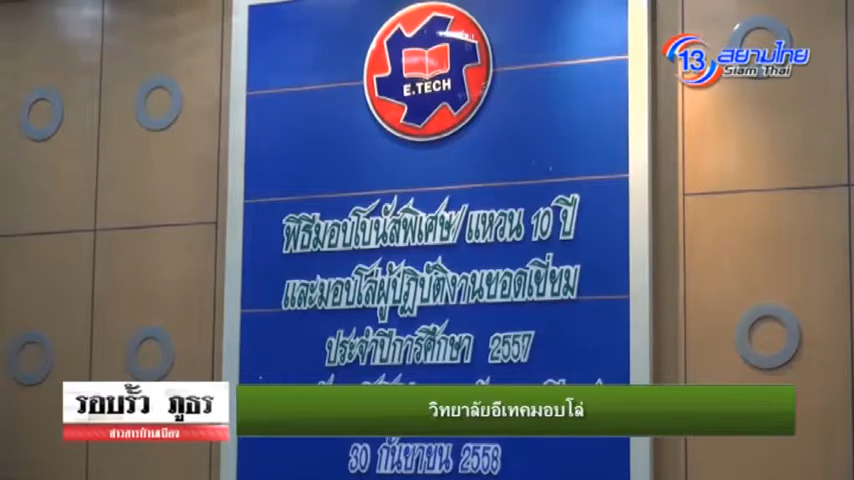 E.TECH
13 สยามไทย
Siam Thai
พิธีมอบโบนัสพิเศษ/แหวน 10 ปี
และมอบโล่ผู้ปฏิบัติงานยอดเยี่ยม
ประจำปีการศึกษา 2557
รอบรั้ว ภูธร
ข่าวสารบ้านเมือง
วิทยาลัยอีเทคมอบโล่
30 กันยายน 2558